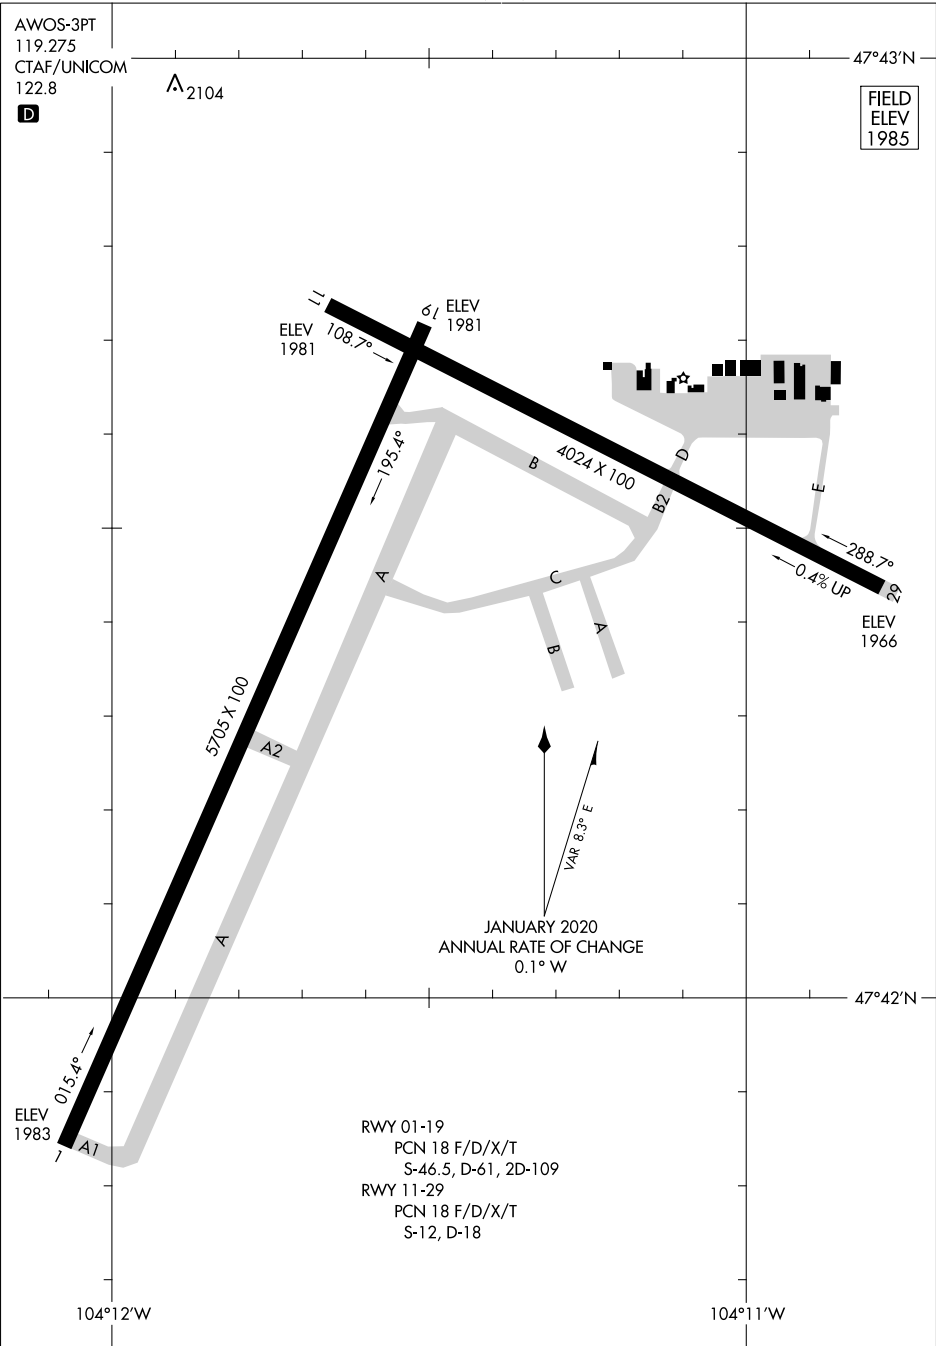 AWOS-3PT
119.275
CTAF/UNICOM
122.8
D
2104
47°43'N
FIELD
ELEV
1985
11
19
ELEV
1981
ELEV
1981
108.7°
195.4°
4024 X 100
B
D
B2
E
288.7°
0.4% UP
29
ELEV
1966
A
C
B
A
5705 X 100
A2
VAR 8.3° E
JANUARY 2020
ANNUAL RATE OF CHANGE
0.1° W
A
47°42'N
015.4°
ELEV
1983
1
A1
RWY 01-19
PCN 18 F/D/X/T
S-46.5, D-61, 2D-109
RWY 11-29
PCN 18 F/D/X/T
S-12, D-18
104°12'W
104°11'W